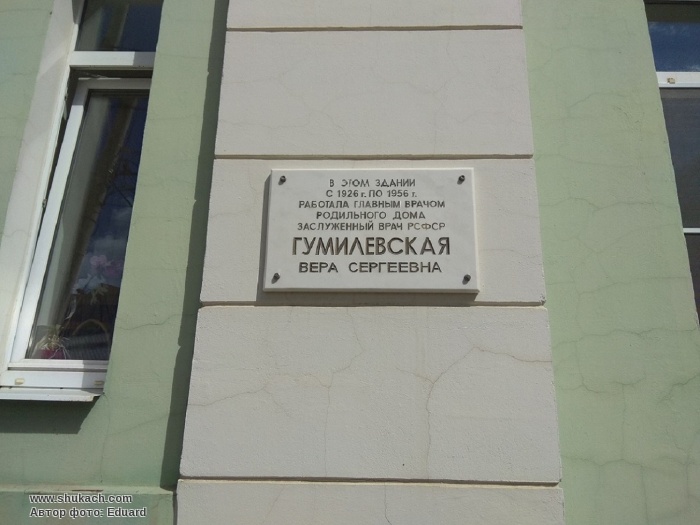 В ЭТОМ ЗДАНИИ
С 1926 г. ПО 1956 г.
РАБОТАЛА ГЛАВНЫМ ВРАЧОМ
РОДИЛЬНОГО ДОМА
ЗАСЛУЖЕННЫЙ ВРАЧ РСФСР
ГУМИЛЕВСКАЯ
ВЕРА СЕРГЕЕВНА
www.shukach.com
Автор фото: Eduard